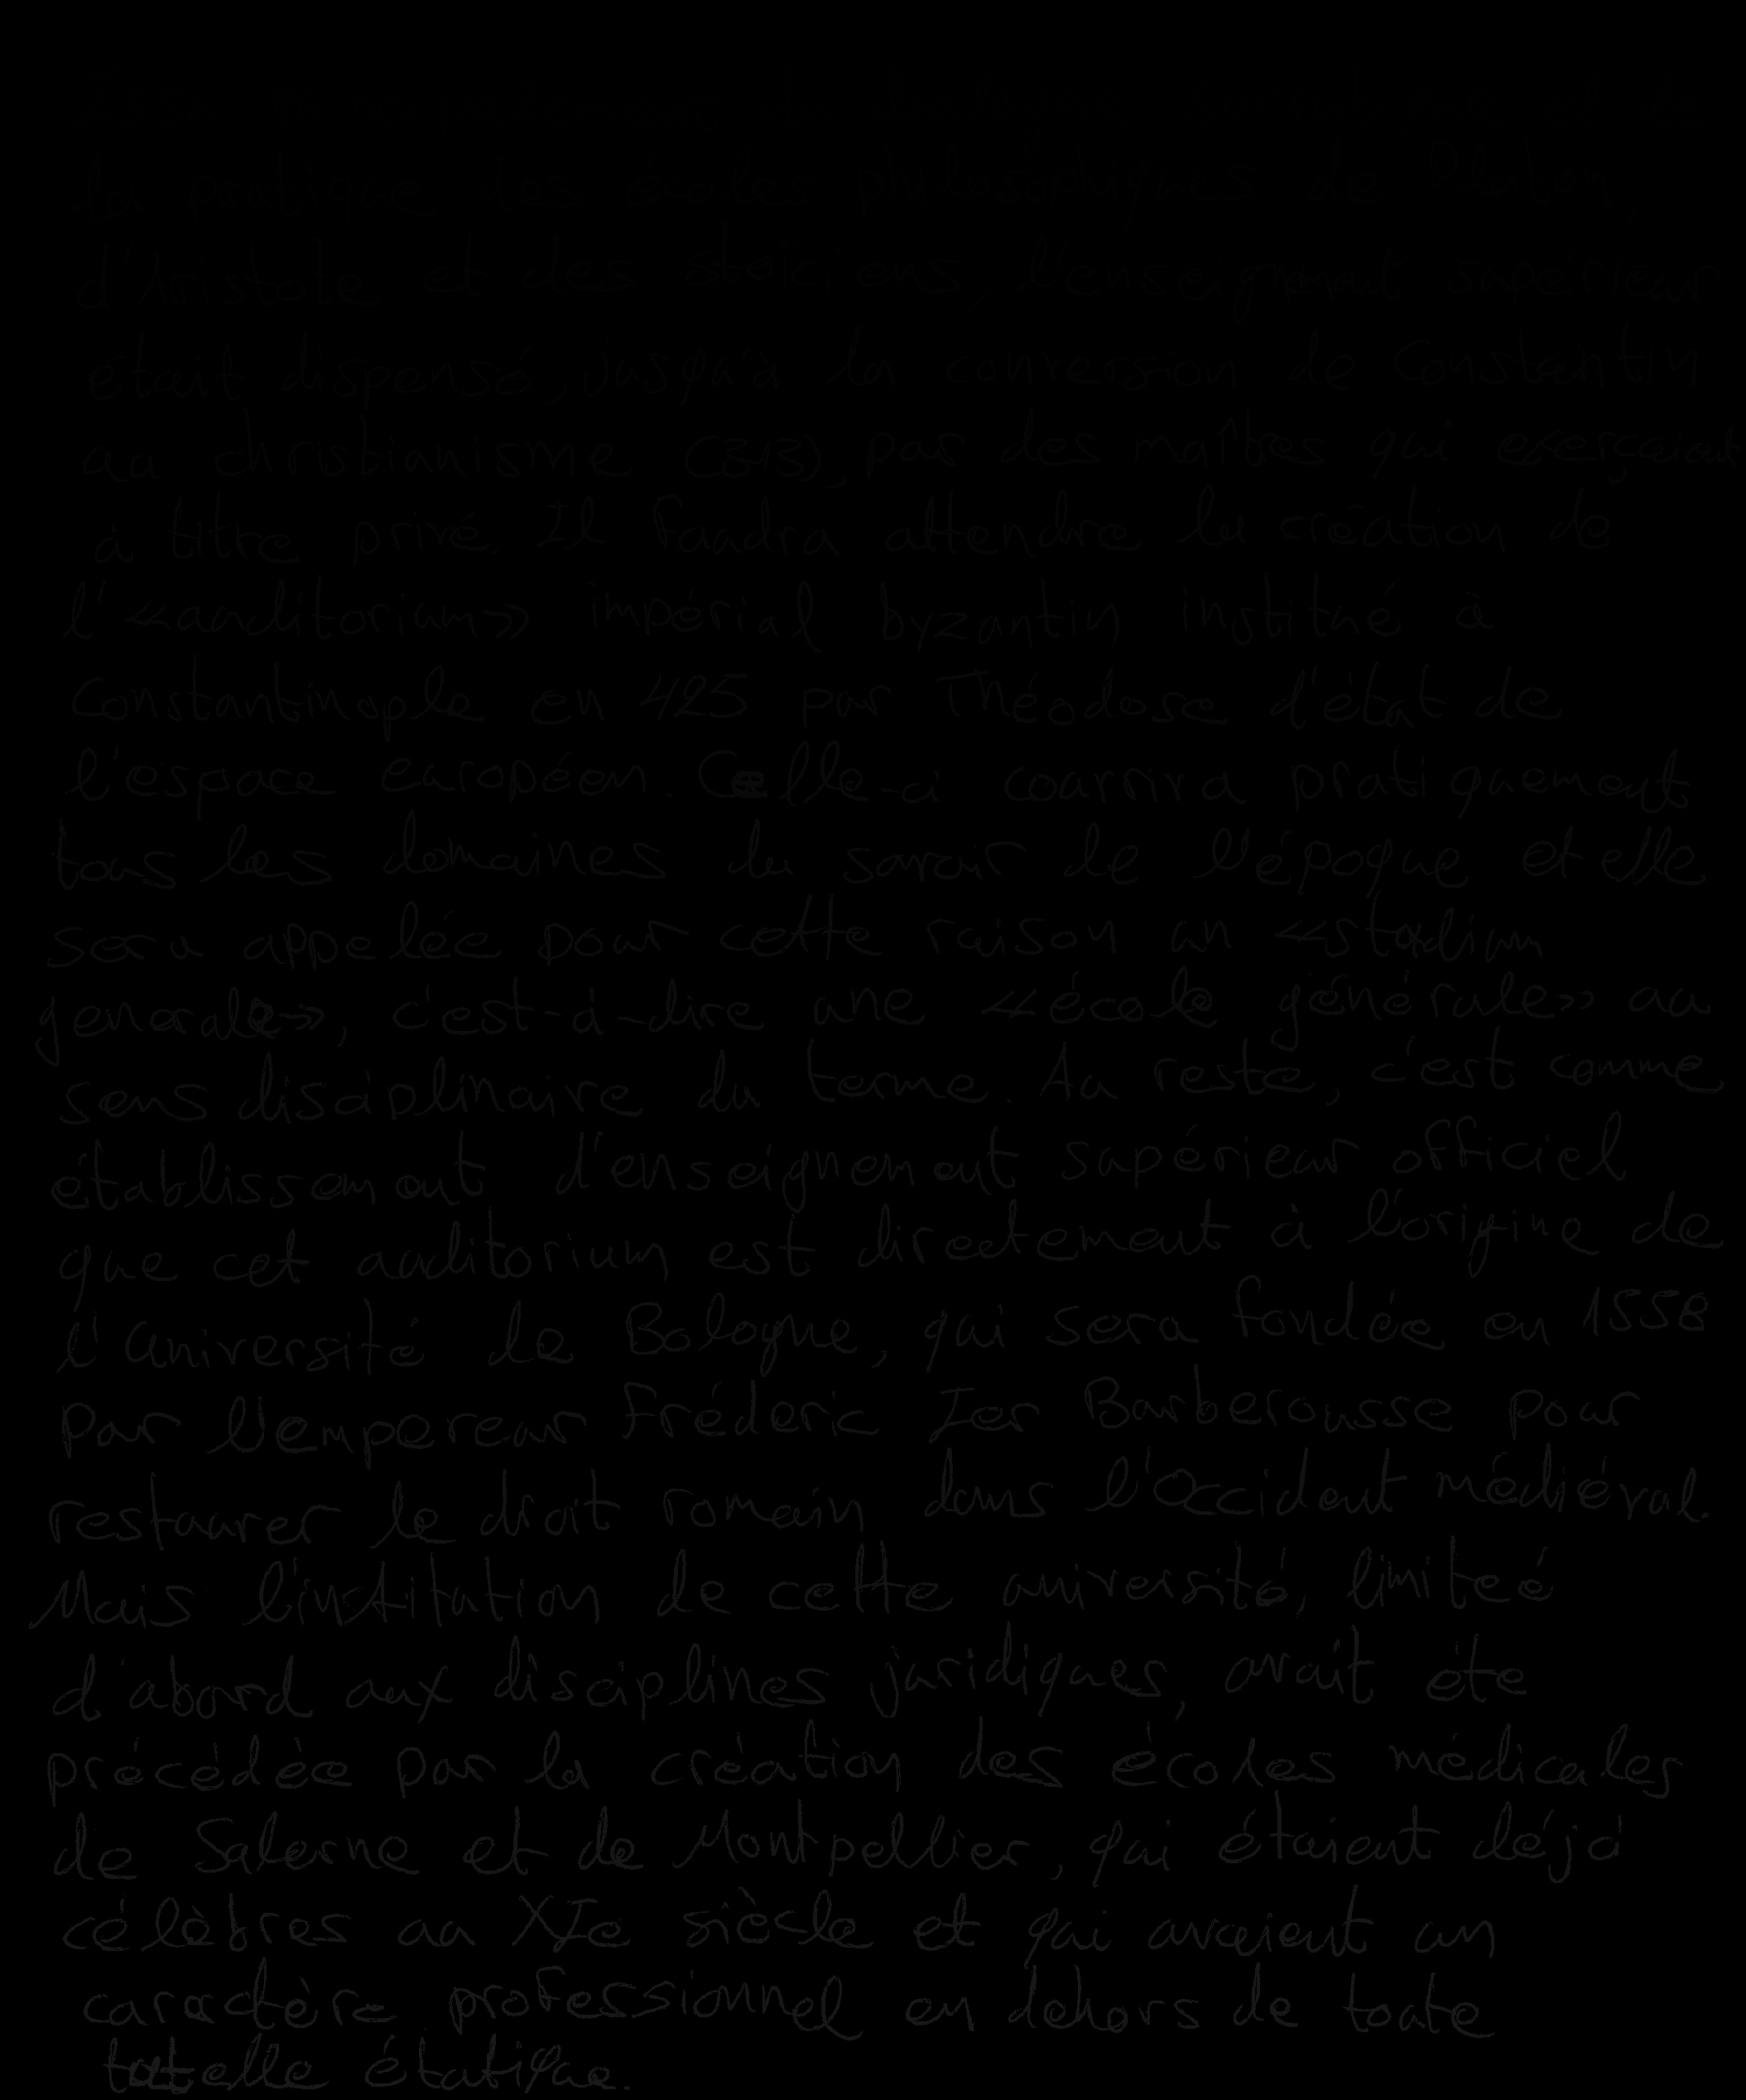 la pratique des écoles philosophiques de Platon,
d'Aristote et des stoïciens, l'enseignement supérieur
était dispensé, jusqu'à la conversion de Constantin
au christianisme (313), par des maîtres qui exerçaient
à titre privé. Il faudra attendre la création de
l'«auditorium» impérial byzantin institué à
Constantinople en 425 par Théodose d'état de
l'espace européen. Celle-ci couvrira pratiquement
tous les domaines du savoir de l'époque et elle
sera appelée pour cette raison un «studium
generale», c'est-à-dire une «école générale» au
sens disciplinaire du terme. Au reste, c'est comme
établissement d'enseignement supérieur officiel
que cet auditorium est directement à l'origine de
l'université de Bologne, qui sera fondée en 1558
par l'empereur Fréderic Ier Barberousse pour
restaurer le droit romain dans l'Occident médiéval.
Mais l'institution de cette université, limiteé
d'abord aux disciplines juridiques, avait éte
précédée par la création des écoles médicales
de Salerne et de Montpellier, qui étaient déjà
célèbres au XIe siècle et qui avaient un
caractère professionnel en dehors de toute
tutelle étatique.